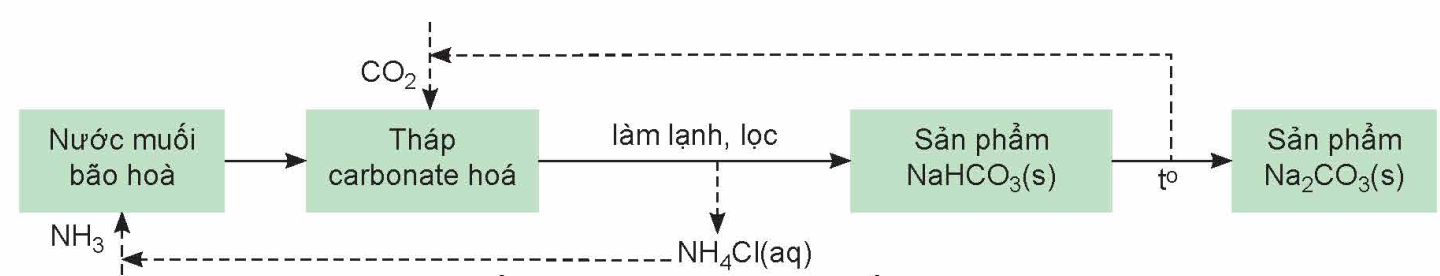 CO₂
Nước muối
bão hoà
Tháp
carbonate hoá
làm lạnh, lọc
Sản phẩm
NaHCO₃(s)
t⁰
Sản phẩm
Na₂CO₃(s)
NH₃
NH₄Cl(aq)